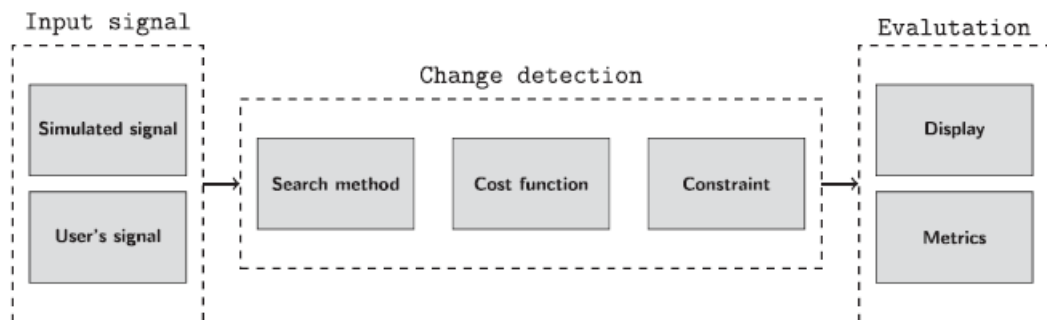 Input signal
Simulated signal
User's signal
Change detection
Search method
Cost function
Constraint
Evalutation
Display
Metrics